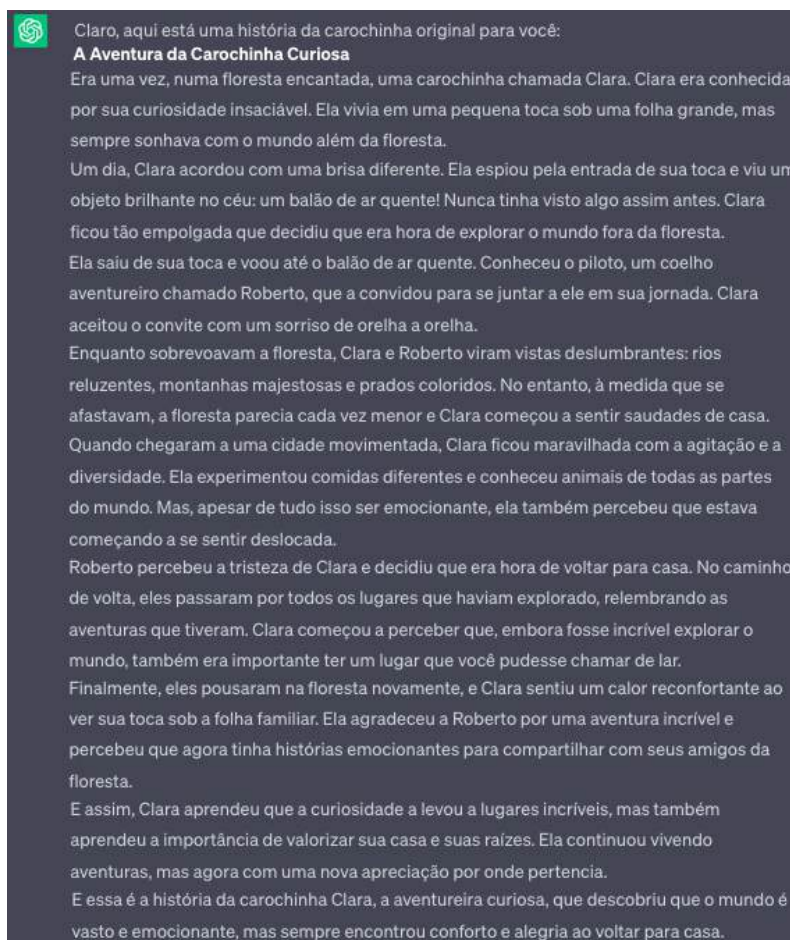 Claro, aqui está uma história da carochinha original para você:
A Aventura da Carochinha Curiosa
Era uma vez, numa floresta encantada, uma carochinha chamada Clara. Clara era conhecida
por sua curiosidade insaciável. Ela vivia em uma pequena toca sob uma folha grande, mas
sempre sonhava com o mundo além da floresta.
Um dia, Clara acordou com uma brisa diferente. Ela espiou pela entrada de sua toca e viu um
objeto brilhante no céu: um balão de ar quente! Nunca tinha visto algo assim antes. Clara
ficou tão empolgada que decidiu que era hora de explorar o mundo fora da floresta.
Ela saiu de sua toca e voou até o balão de ar quente. Conheceu o piloto, um coelho
aventureiro chamado Roberto, que a convidou para se juntar a ele em sua jornada. Clara
aceitou o convite com um sorriso de orelha a orelha.
Enquanto sobrevoavam a floresta, Clara e Roberto viram vistas deslumbrantes: rios
reluzentes, montanhas majestosas e prados coloridos. No entanto, à medida que se
afastavam, a floresta parecia cada vez menor e Clara começou a sentir saudades de casa.
Quando chegaram a uma cidade movimentada, Clara ficou maravilhada com a agitação e a
diversidade. Ela experimentou comidas diferentes e conheceu animais de todas as partes
do mundo. Mas, apesar de tudo isso ser emocionante, ela também percebeu que estava
começando a se sentir deslocada.
Roberto percebeu a tristeza de Clara e decidiu que era hora de voltar para casa. No caminho
de volta, eles passaram por todos os lugares que haviam explorado, relembrando as
aventuras que tiveram. Clara começou a perceber que, embora fosse incrível explorar o
mundo, também era importante ter um lugar que você pudesse chamar de lar.
Finalmente, eles pousaram na floresta novamente, e Clara sentiu um calor reconfortante ao
ver sua toca sob a folha familiar. Ela agradeceu a Roberto por uma aventura incrível e
percebeu que agora tinha histórias emocionantes para compartilhar com seus amigos da
floresta.
E assim, Clara aprendeu que a curiosidade a levou a lugares incríveis, mas também
aprendeu a importância de valorizar sua casa e suas raízes. Ela continuou vivendo
aventuras, mas agora com uma nova apreciação por onde pertencia.
E essa é a história da carochinha Clara, a aventureira curiosa, que descobriu que o mundo é
vasto e emocionante, mas sempre encontrou conforto e alegria ao voltar para casa.